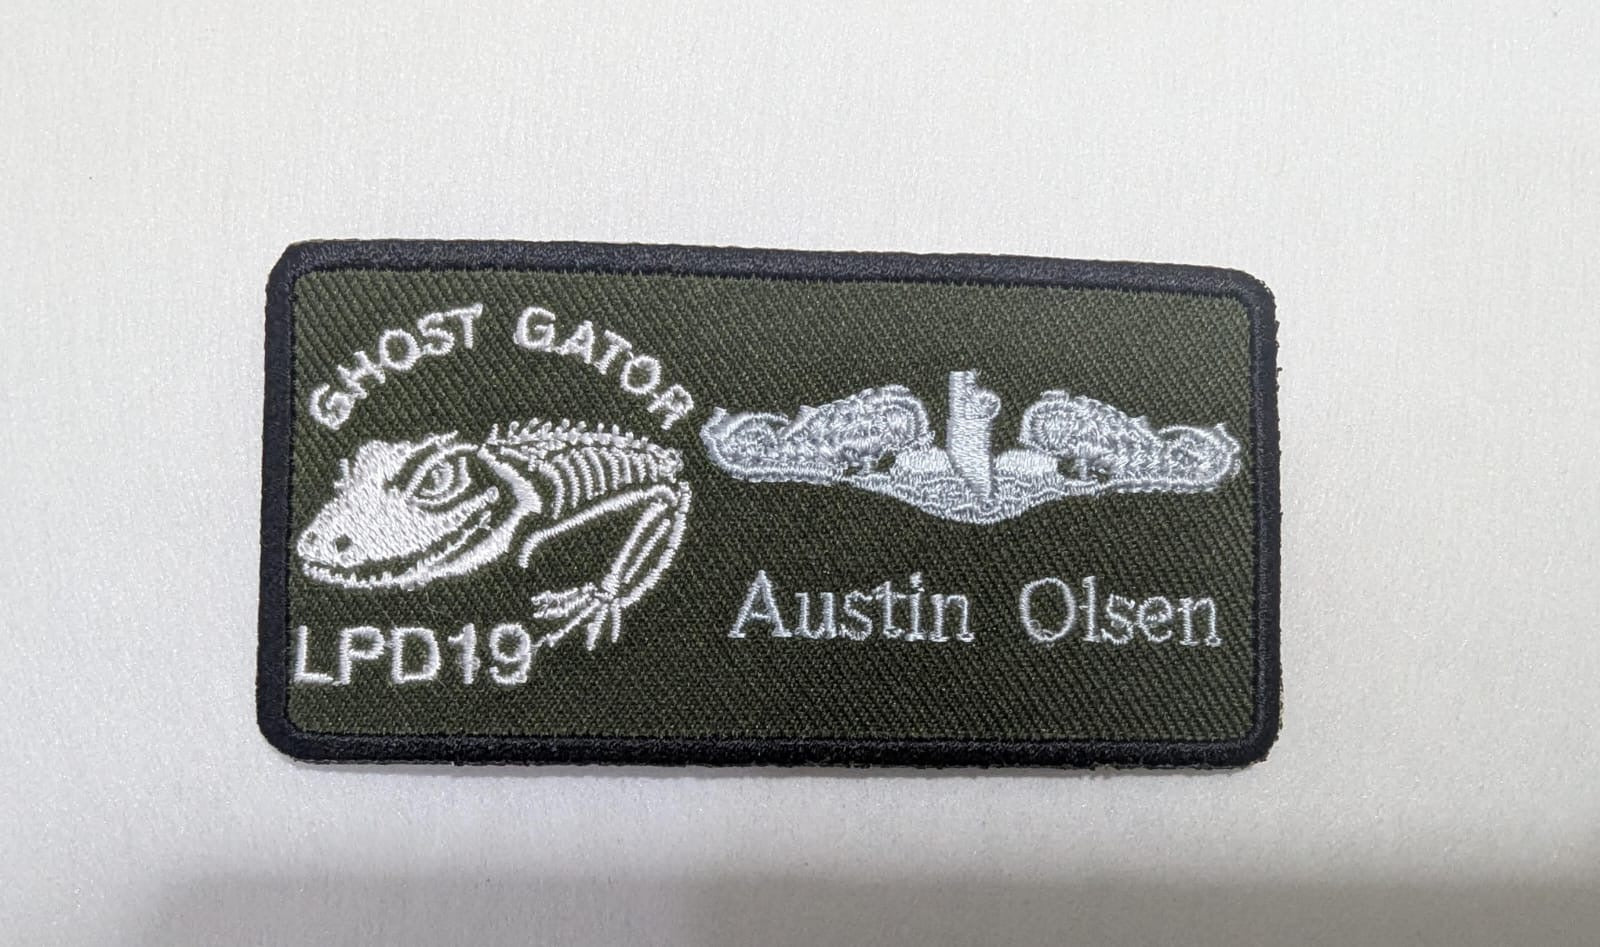 GHOST GATOR
LPD19
Austin Olsen